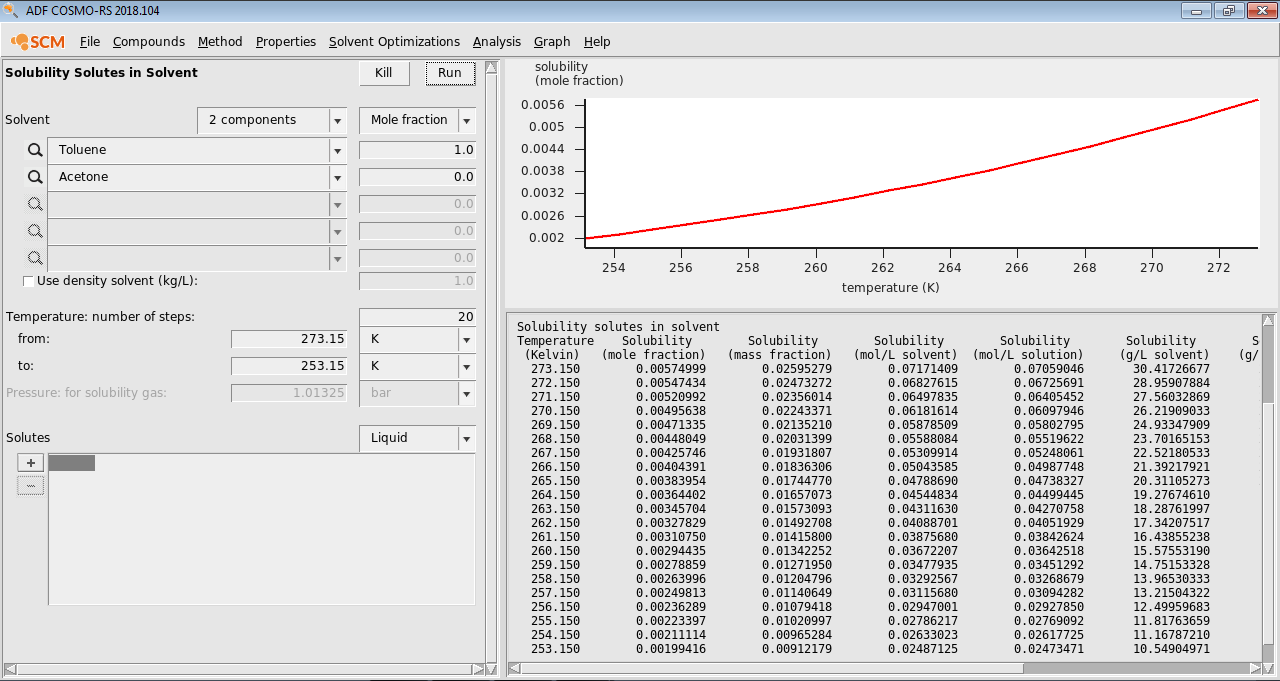 ADF COSMO-RS 2018.104
SCM File Compounds Method Properties Solvent Optimizations Analysis Graph Help
Solubility Solutes in Solvent Kill Run
Solvent 2 components Mole fraction
Toluene 1.0
Acetone 0.0
0.0
0.0
0.0
Use density solvent (kg/L): 1.0
Temperature: number of steps: 20
from: 273.15 K
to: 253.15 K
Pressure: for solubility gas: 1.01325 bar
Solutes Liquid
+
solubility
(mole fraction)
0.0056
0.005
0.0044
0.0038
0.0032
0.0026
0.002
254 256 258 260 262 264 266 268 270 272
temperature (K)
Solubility solutes in solvent
Temperature Solubility Solubility Solubility Solubility Solubility S
(Kelvin) (mole fraction) (mass fraction) (mol/L solvent) (mol/L solution) (g/L solvent) (g/
273.150 0.00574999 0.02595279 0.07171409 0.07059046 30.41726677
272.150 0.00547434 0.02473272 0.06827615 0.06725691 28.95907884
271.150 0.00520992 0.02356014 0.06497835 0.06405452 27.56032869
270.150 0.00495638 0.02243371 0.06181614 0.06097946 26.21909033
269.150 0.00471335 0.02135210 0.05878509 0.05802795 24.93347909
268.150 0.00448049 0.02031399 0.05588084 0.05519622 23.70165153
267.150 0.00425746 0.01931807 0.05309914 0.05248061 22.52180533
266.150 0.00404391 0.01836306 0.05043585 0.04987748 21.39217921
265.150 0.00383954 0.01744770 0.04788690 0.04738327 20.31105273
264.150 0.00364402 0.01657073 0.04544834 0.04499445 19.27674610
263.150 0.00345704 0.01573093 0.04311630 0.04270758 18.28761997
262.150 0.00327829 0.01492708 0.04088701 0.04051929 17.34207517
261.150 0.00310750 0.01415800 0.03875680 0.03842624 16.43855238
260.150 0.00294435 0.01342252 0.03672207 0.03642518 15.57553190
259.150 0.00278859 0.01271950 0.03477935 0.03451292 14.75153328
258.150 0.00263996 0.01204796 0.03292567 0.03268679 13.96530333
257.150 0.00249813 0.01140649 0.03115680 0.03094282 13.21504322
256.150 0.00236289 0.01079418 0.02947001 0.02927850 12.49959683
255.150 0.00223397 0.01020997 0.02786217 0.02769092 11.81763659
254.150 0.00211114 0.00965284 0.02633023 0.02617725 11.16787210
253.150 0.00199416 0.00912179 0.02487125 0.02473471 10.54904971